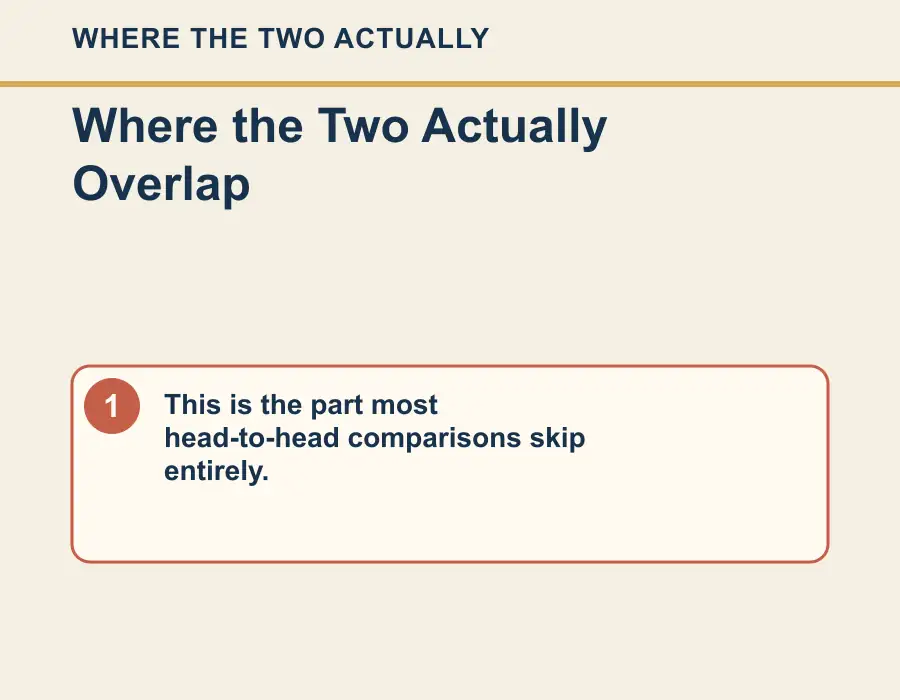 WHERE THE TWO ACTUALLY
Where the Two Actually
Overlap
1
This is the part most
head-to-head comparisons skip
entirely.